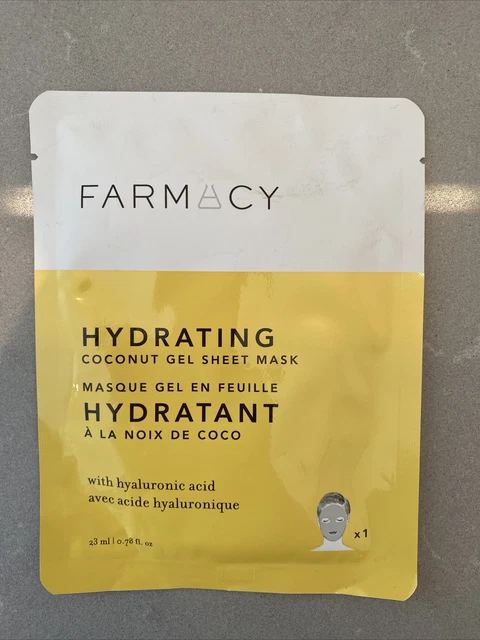 FARMACY
HYDRATING
COCONUT GEL SHEET MASK
MASQUE GEL EN FEUILLE
HYDRATANT
À LA NOIX DE COCO
with hyaluronic acid
avec acide hyaluronique
x 1
23 ml | 0.78 fl. oz